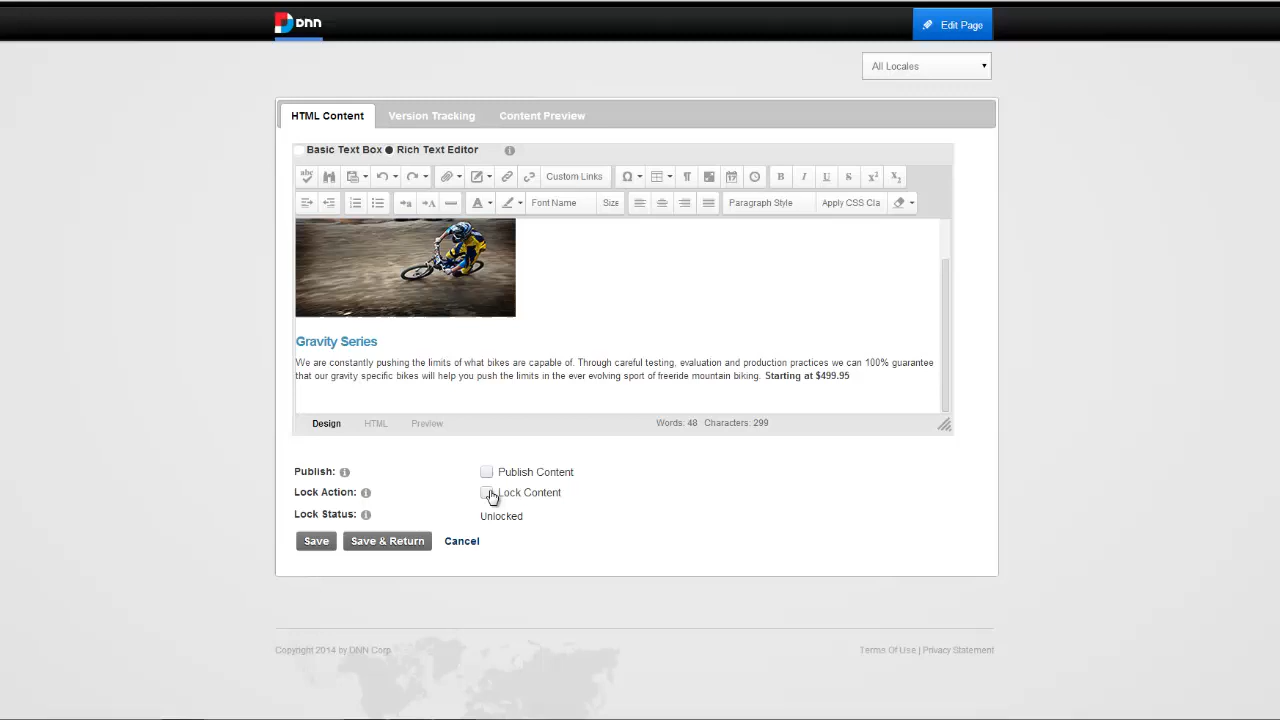 DNN
Edit Page
All Locales
HTML Content Version Tracking Content Preview
Basic Text Box Rich Text Editor
abc Custom Links B I U S x² x₂
Font Name Size Paragraph Style Apply CSS Cla
Gravity Series
We are constantly pushing the limits of what bikes are capable of. Through careful testing, evaluation and production practices we can 100% guarantee
that our gravity specific bikes will help you push the limits in the ever evolving sport of freeride mountain biking. Starting at $499.95
Design HTML Preview Words: 48 Characters: 299
Publish: Publish Content
Lock Action: Lock Content
Lock Status: Unlocked
Save Save & Return Cancel
Copyright 2014 by DNN Corp
Terms Of Use | Privacy Statement